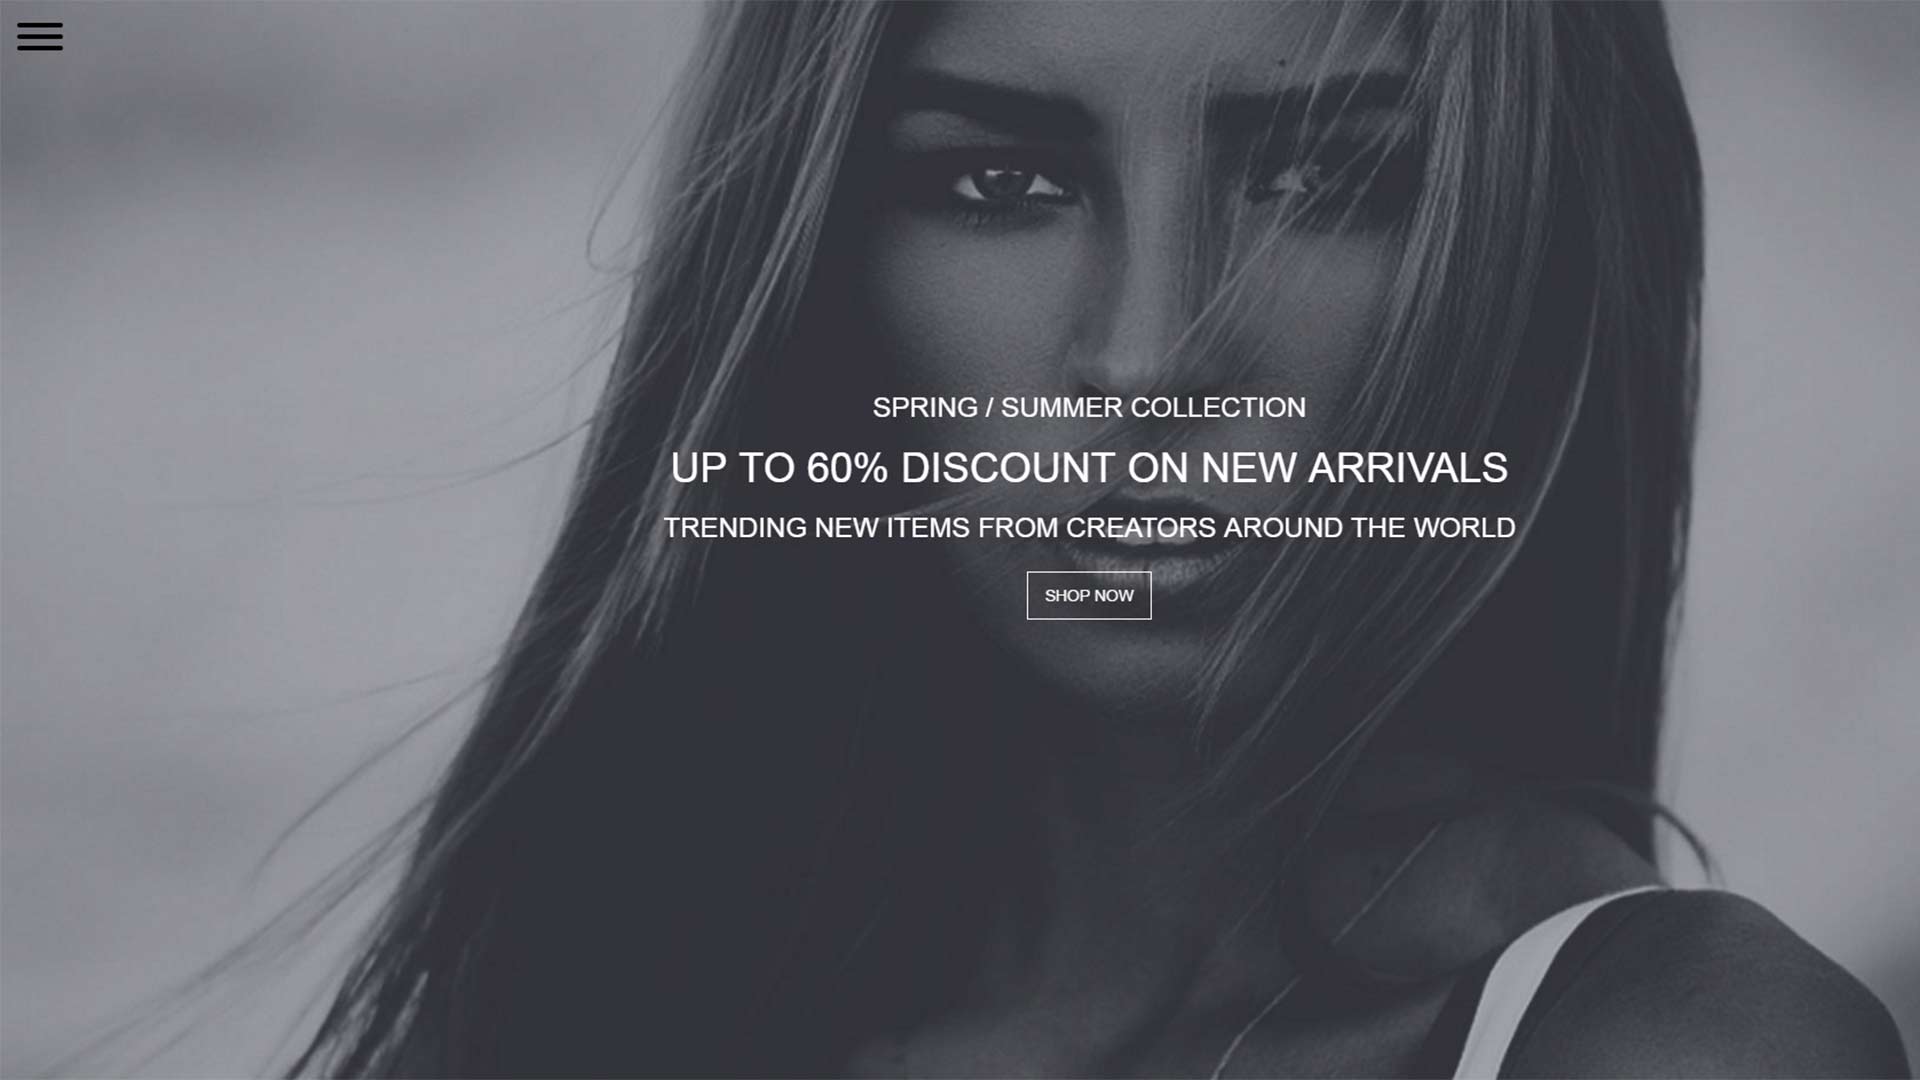 SPRING / SUMMER COLLECTION
UP TO 60% DISCOUNT ON NEW ARRIVALS
TRENDING NEW ITEMS FROM CREATORS AROUND THE WORLD
SHOP NOW